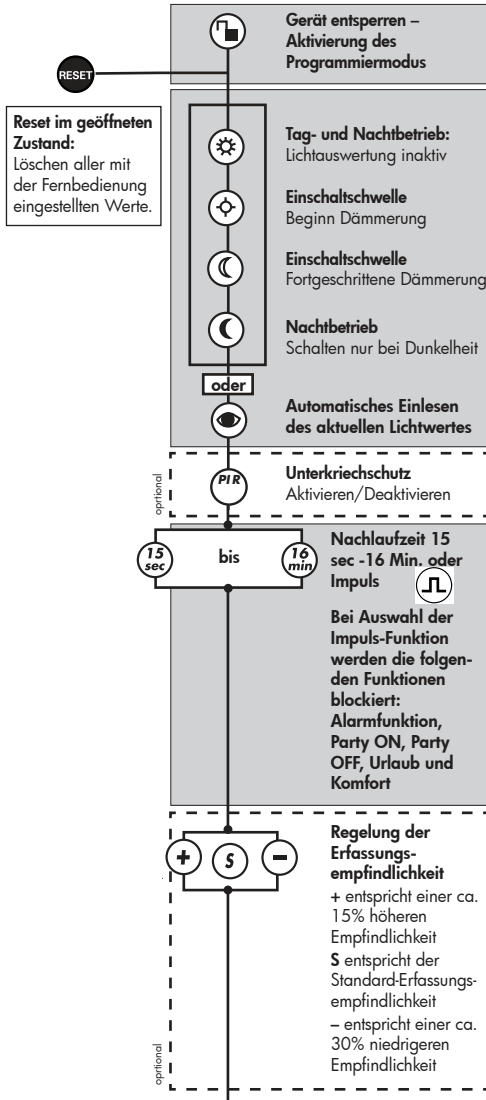 Gerät entsperren –
Aktivierung des
Programmiermodus
RESET
Reset im geöffneten
Zustand:
Löschen aller mit
der Fernbedienung
eingestellten Werte.
Tag- und Nachtbetrieb:
Lichtauswertung inaktiv
Einschaltschwelle
Beginn Dämmerung
Einschaltschwelle
Fortgeschrittene Dämmerung
Nachtbetrieb
Schalten nur bei Dunkelheit
oder
Automatisches Einlesen
des aktuellen Lichtwertes
oprtional
PIR
Unterkriechschutz
Aktivieren/Deaktivieren
15
sec
bis
16
min
Nachlaufzeit 15
sec -16 Min. oder
Impuls
Bei Auswahl der
Impuls-Funktion
werden die folgen-
den Funktionen
blockiert:
Alarmfunktion,
Party ON, Party
OFF, Urlaub und
Komfort
+
S
–
Regelung der
Erfassungs-
empfindlichkeit
+ entspricht einer ca.
15% höheren
Empfindlichkeit
S entspricht der
Standard-Erfassungs-
empfindlichkeit
– entspricht einer ca.
30% niedrigeren
Empfindlichkeit
oprtional